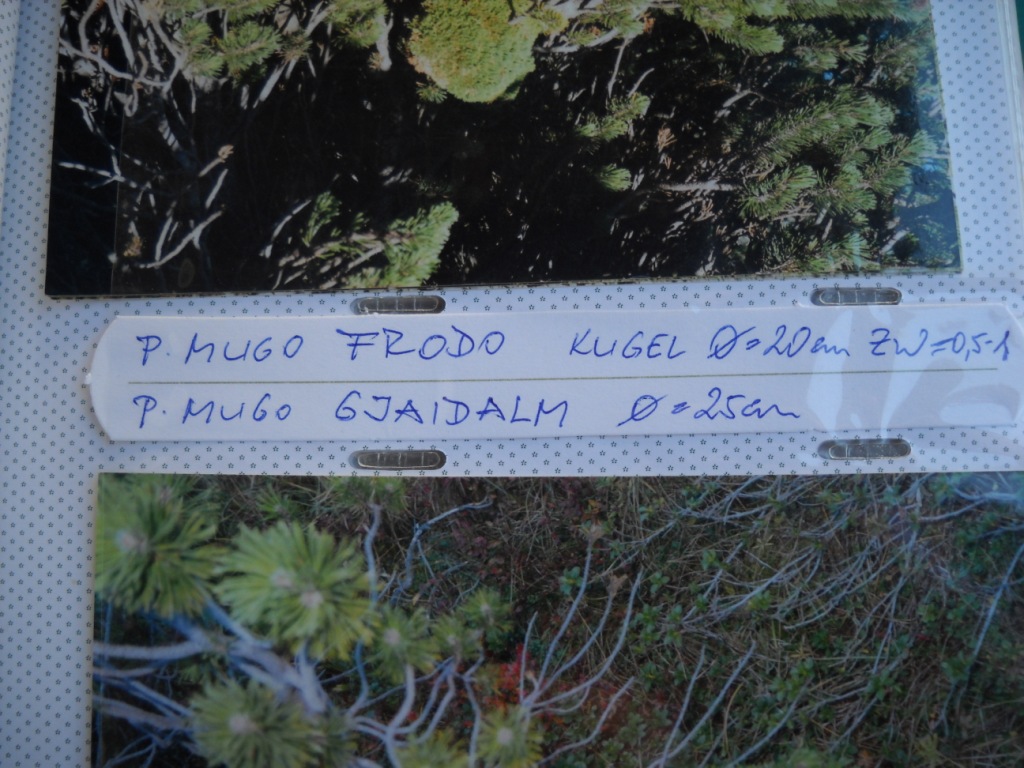 P. MUGO FRODO KUGEL Ø=20cm ZW=0,5-1
P. MUGO GJAIDALM Ø=25cm